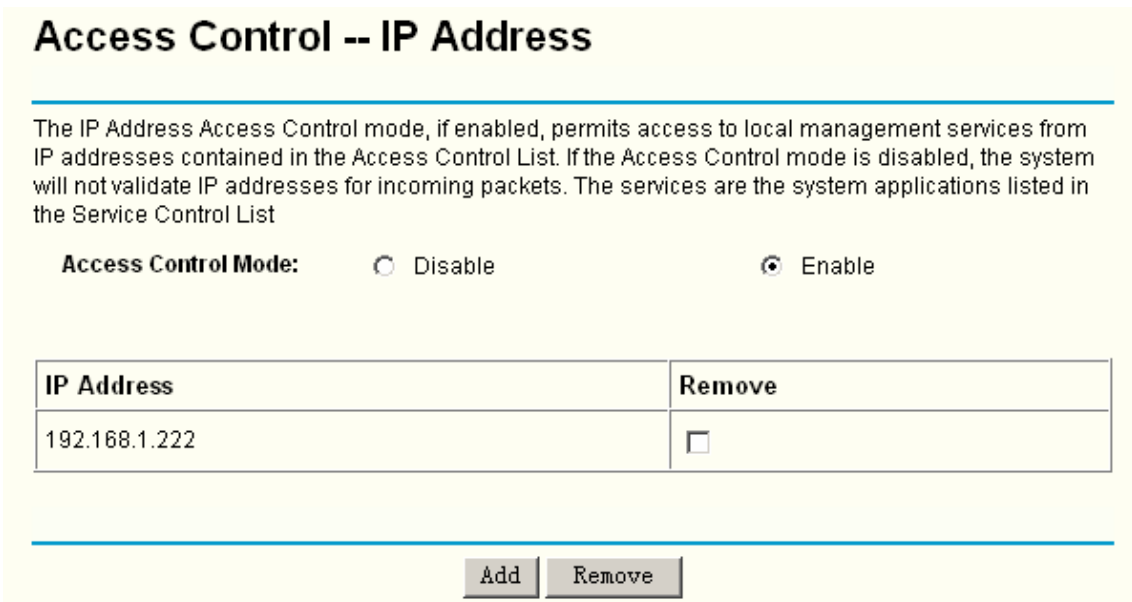 Access Control -- IP Address
The IP Address Access Control mode, if enabled, permits access to local management services from
IP addresses contained in the Access Control List. If the Access Control mode is disabled, the system
will not validate IP addresses for incoming packets. The services are the system applications listed in
the Service Control List
Access Control Mode: Disable Enable
IP Address Remove
192.168.1.222
Add Remove